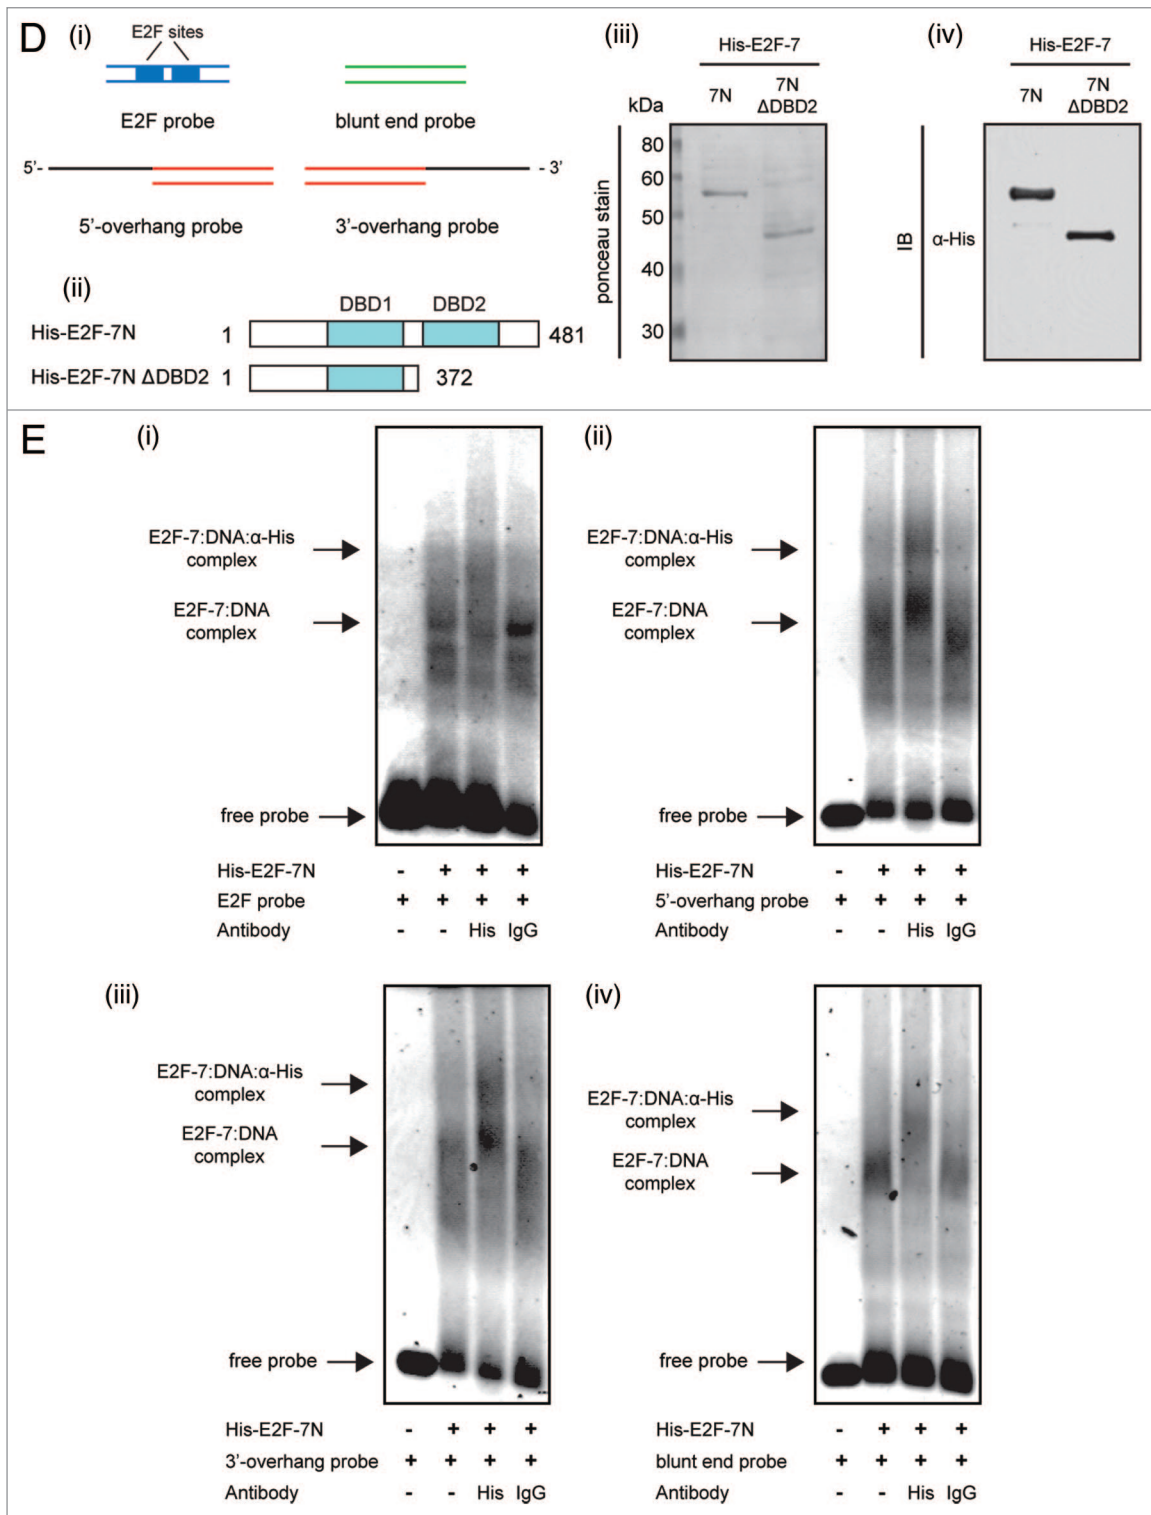 D
(i)
E2F sites
E2F probe
blunt end probe
5'-
- 3'
5'-overhang probe
3'-overhang probe
(ii)
DBD1 DBD2
His-E2F-7N 1 481
His-E2F-7N ΔDBD2 1 372
(iii)
His-E2F-7
7N
7N
ΔDBD2
kDa
80
60
50
40
30
ponceau stain
(iv)
His-E2F-7
7N
7N
ΔDBD2
IB
α-His
E
(i)
E2F-7:DNA:α-His
complex
E2F-7:DNA
complex
free probe
His-E2F-7N - + + +
E2F probe + + + +
Antibody - - His IgG
(ii)
E2F-7:DNA:α-His
complex
E2F-7:DNA
complex
free probe
His-E2F-7N - + + +
5'-overhang probe + + + +
Antibody - - His IgG
(iii)
E2F-7:DNA:α-His
complex
E2F-7:DNA
complex
free probe
His-E2F-7N - + + +
3'-overhang probe + + + +
Antibody - - His IgG
(iv)
E2F-7:DNA:α-His
complex
E2F-7:DNA
complex
free probe
His-E2F-7N - + + +
blunt end probe + + + +
Antibody - - His IgG